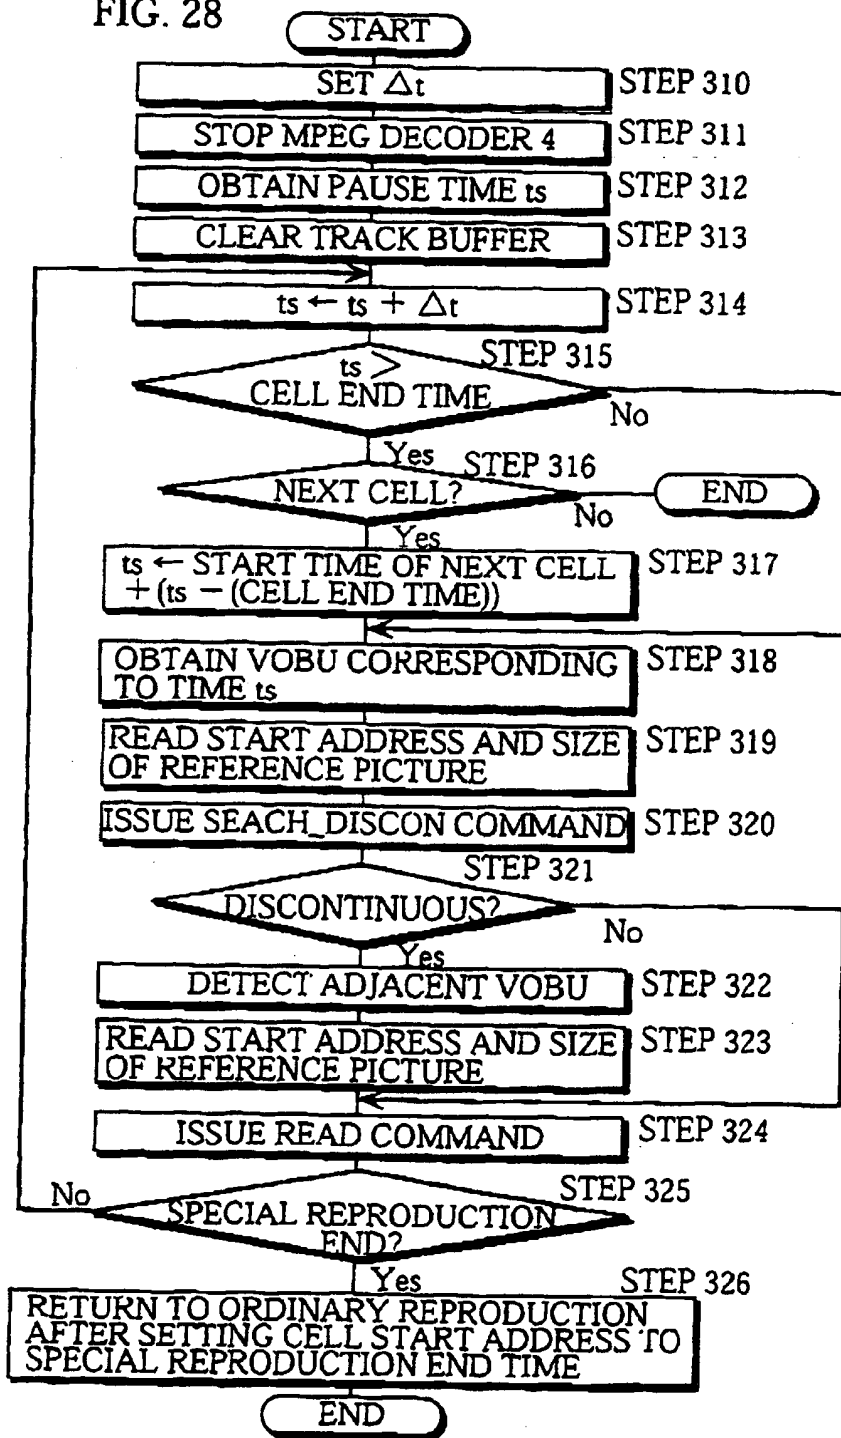 FIG. 28
START
SET △t STEP 310
STOP MPEG DECODER 4 STEP 311
OBTAIN PAUSE TIME ts STEP 312
CLEAR TRACK BUFFER STEP 313
ts ← ts + △t STEP 314
STEP 315
ts >
CELL END TIME
No
Yes
STEP 316
NEXT CELL?
END
No
Yes
ts ← START TIME OF NEXT CELL STEP 317
+ (ts − (CELL END TIME))
OBTAIN VOBU CORRESPONDING STEP 318
TO TIME ts
READ START ADDRESS AND SIZE STEP 319
OF REFERENCE PICTURE
ISSUE SEACH_DISCON COMMAND STEP 320
STEP 321
DISCONTINUOUS?
No
Yes
DETECT ADJACENT VOBU STEP 322
READ START ADDRESS AND SIZE STEP 323
OF REFERENCE PICTURE
ISSUE READ COMMAND STEP 324
No
STEP 325
SPECIAL REPRODUCTION
END?
Yes
STEP 326
RETURN TO ORDINARY REPRODUCTION
AFTER SETTING CELL START ADDRESS TO
SPECIAL REPRODUCTION END TIME
END